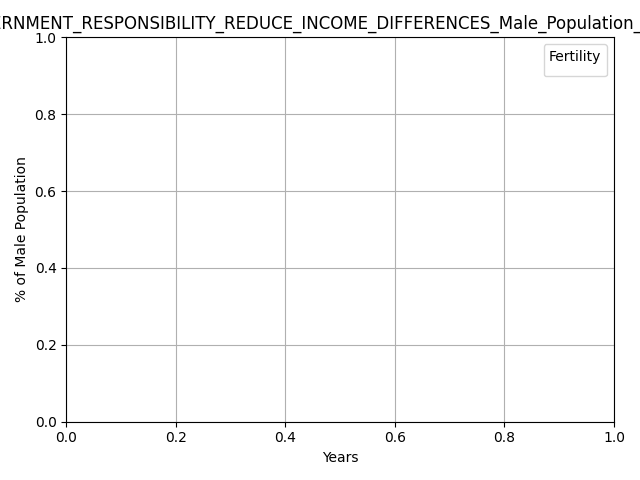 ERNMENT_RESPONSIBILITY_REDUCE_INCOME_DIFFERENCES_Male_Population_
Fertility
1.0
0.8
0.6
0.4
0.2
0.0
% of Male Population
0.0 0.2 0.4 0.6 0.8 1.0
Years